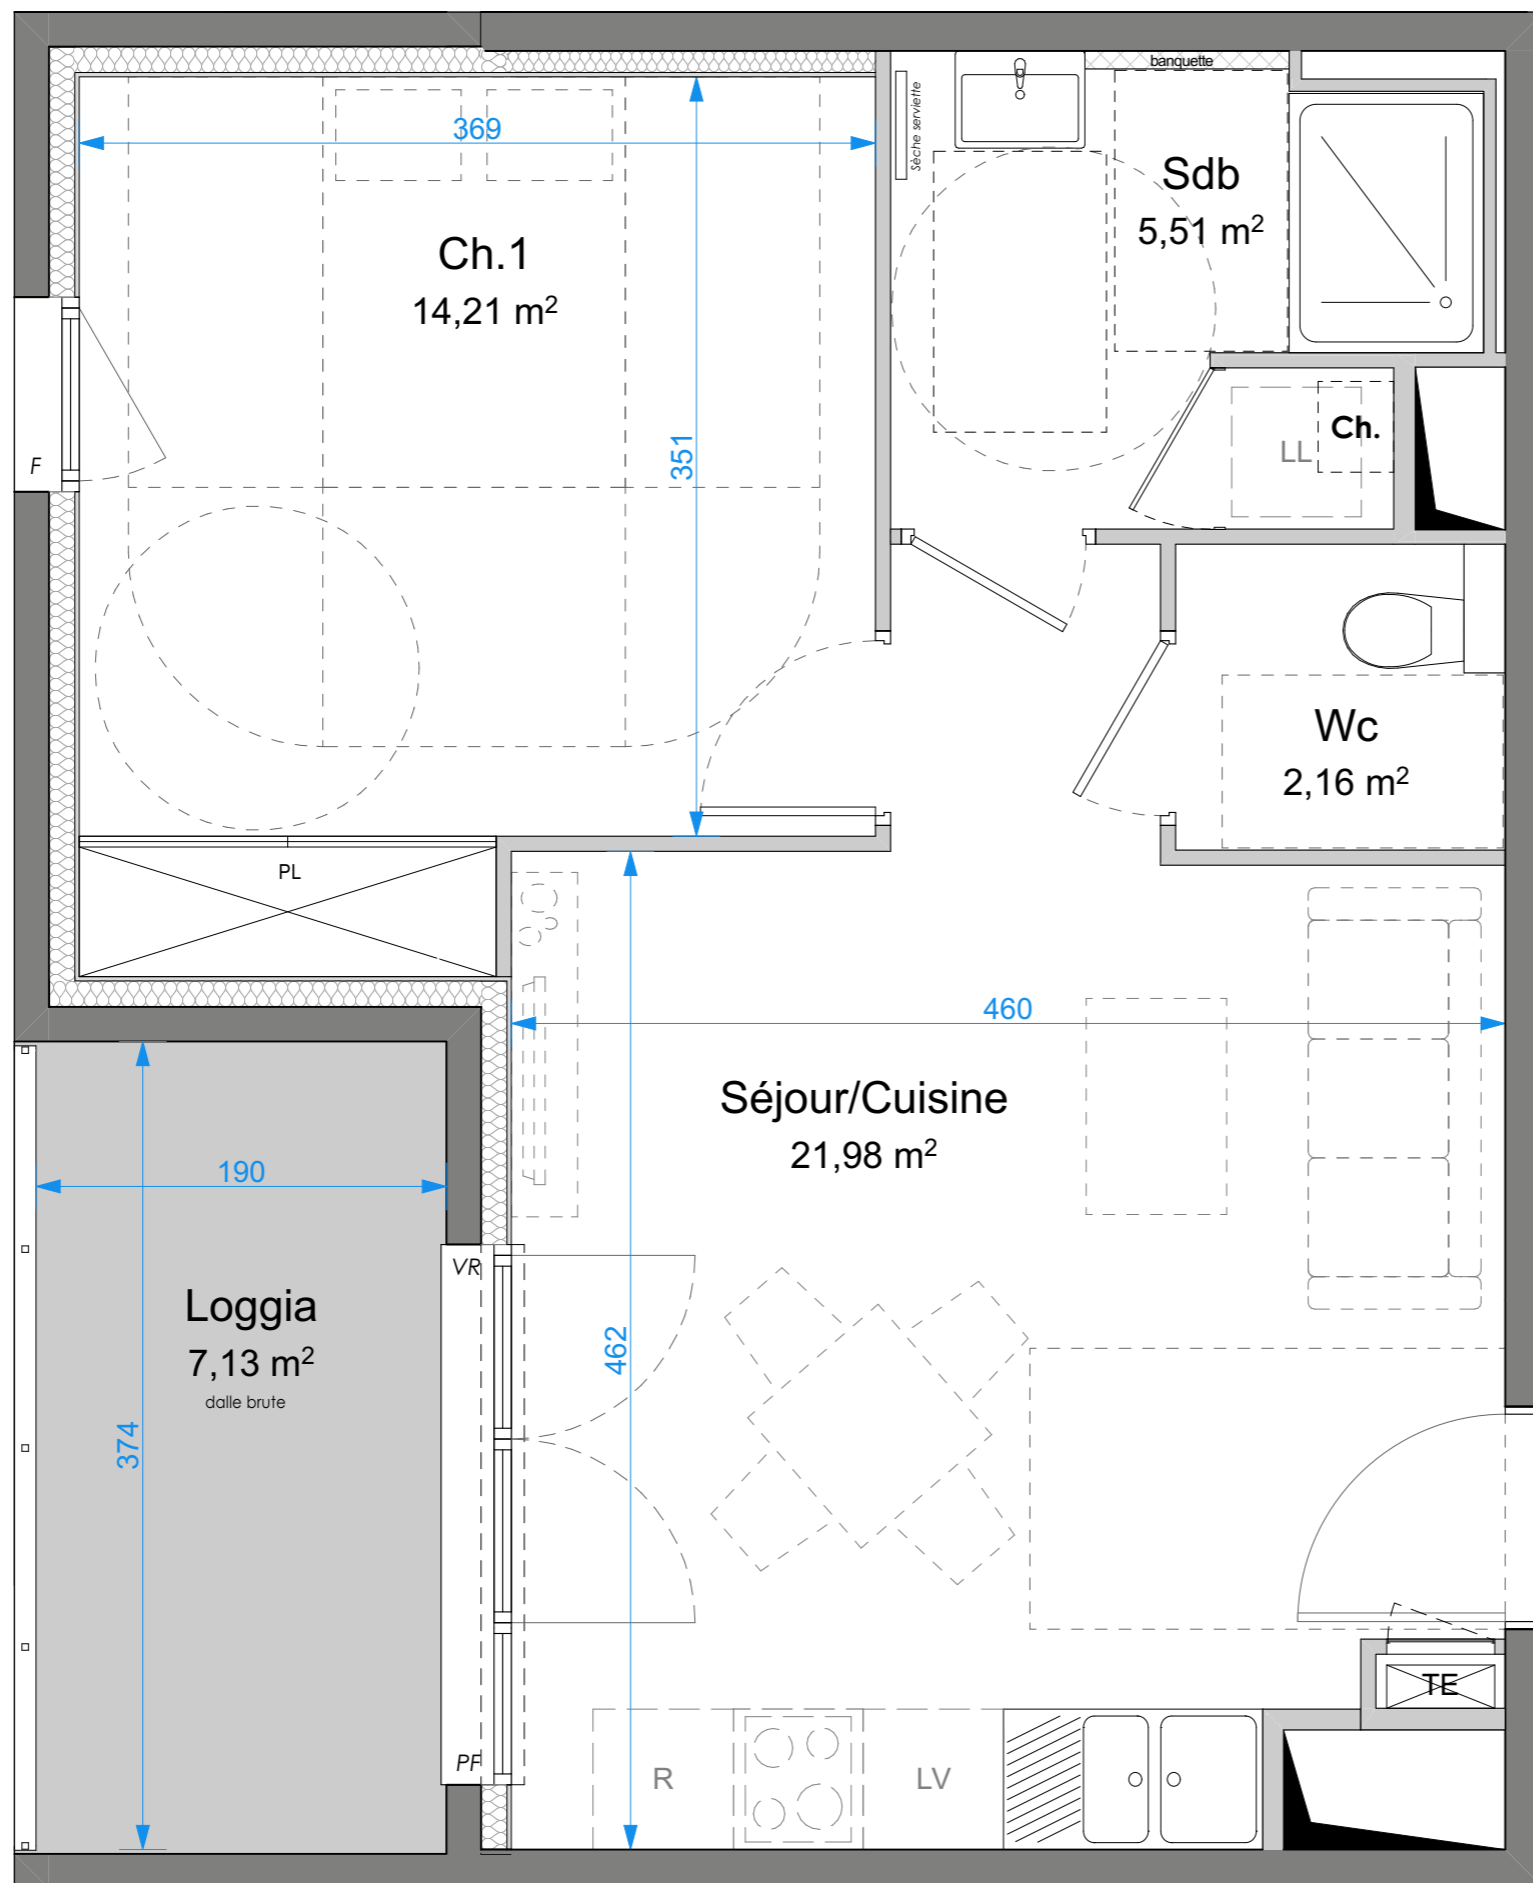 banquette
Sèche serviette
369
Sdb
5,51 m²
Ch.1
14,21 m²
351
Ch.
LL
F
Wc
2,16 m²
PL
460
Séjour/Cuisine
21,98 m²
190
VR
Loggia
7,13 m²
dalle brute
462
374
TE
PF
R
LV